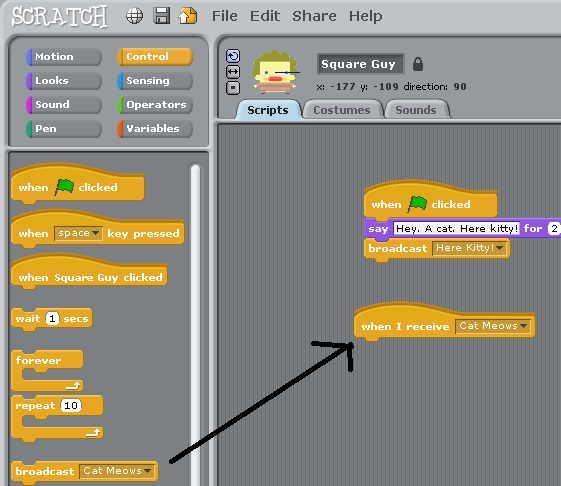 SCRATCH File Edit Share Help
Motion Control
Looks Sensing
Sound Operators
Pen Variables
Square Guy
x: -177 y: -109 direction: 90
Scripts Costumes Sounds
when clicked
when space key pressed
when Square Guy clicked
wait 1 secs
forever
repeat 10
broadcast Cat Meows
when clicked
say Hey. A cat. Here kitty! for 2
broadcast Here Kitty!
when I receive Cat Meows